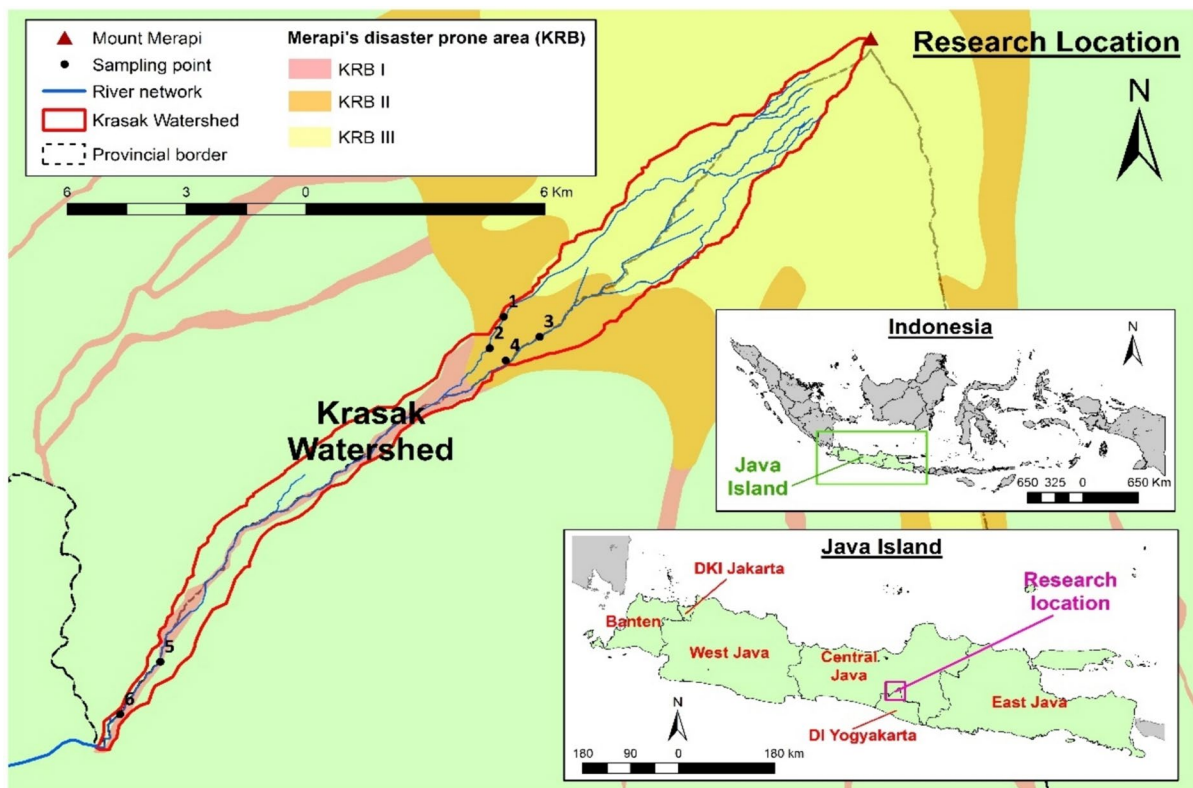 Research Location
N
Mount Merapi
Sampling point
River network
Krasak Watershed
Provincial border
Merapi's disaster prone area (KRB)
KRB I
KRB II
KRB III
6 3 0 6 Km
1
2
3
4
Krasak
Watershed
5
6
Indonesia
N
Java
Island
650 325 0 650 Km
Java Island
DKI Jakarta
Research
location
Banten
West Java
Central
Java
East Java
N
DI Yogyakarta
180 90 0 180 km